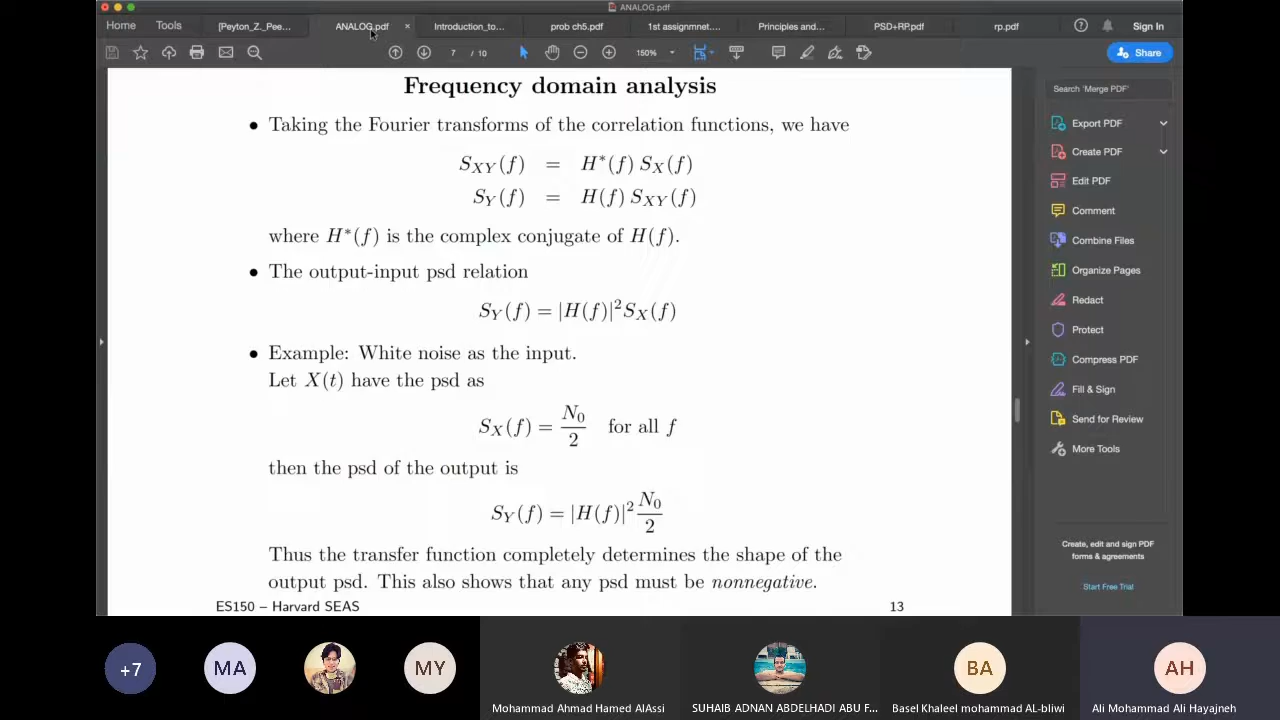 ANALOG.pdf
Home
Tools
[Peyton_Z._Pee...
ANALOG.pdf
×
Introduction_to...
prob ch5.pdf
1st assignmnet....
Principles and...
PSD+RP.pdf
rp.pdf
Sign In
7 / 10
150%
Share
Frequency domain analysis
• Taking the Fourier transforms of the correlation functions, we have
S_XY(f) = H*(f) S_X(f)
S_Y(f) = H(f) S_XY(f)
where H*(f) is the complex conjugate of H(f).
• The output-input psd relation
S_Y(f) = |H(f)|²S_X(f)
• Example: White noise as the input.
Let X(t) have the psd as
S_X(f) = N₀/2 for all f
then the psd of the output is
S_Y(f) = |H(f)|² N₀/2
Thus the transfer function completely determines the shape of the
output psd. This also shows that any psd must be nonnegative.
ES150 – Harvard SEAS
13
Search 'Merge PDF'
Export PDF
Create PDF
Edit PDF
Comment
Combine Files
Organize Pages
Redact
Protect
Compress PDF
Fill & Sign
Send for Review
More Tools
Create, edit and sign PDF
forms & agreements
Start Free Trial
+7
MA
MY
BA
AH
Mohammad Ahmad Hamed AlAssi
SUHAIB ADNAN ABDELHADI ABU F...
Basel Khaleel mohammad AL-bliwi
Ali Mohammad Ali Hayajneh